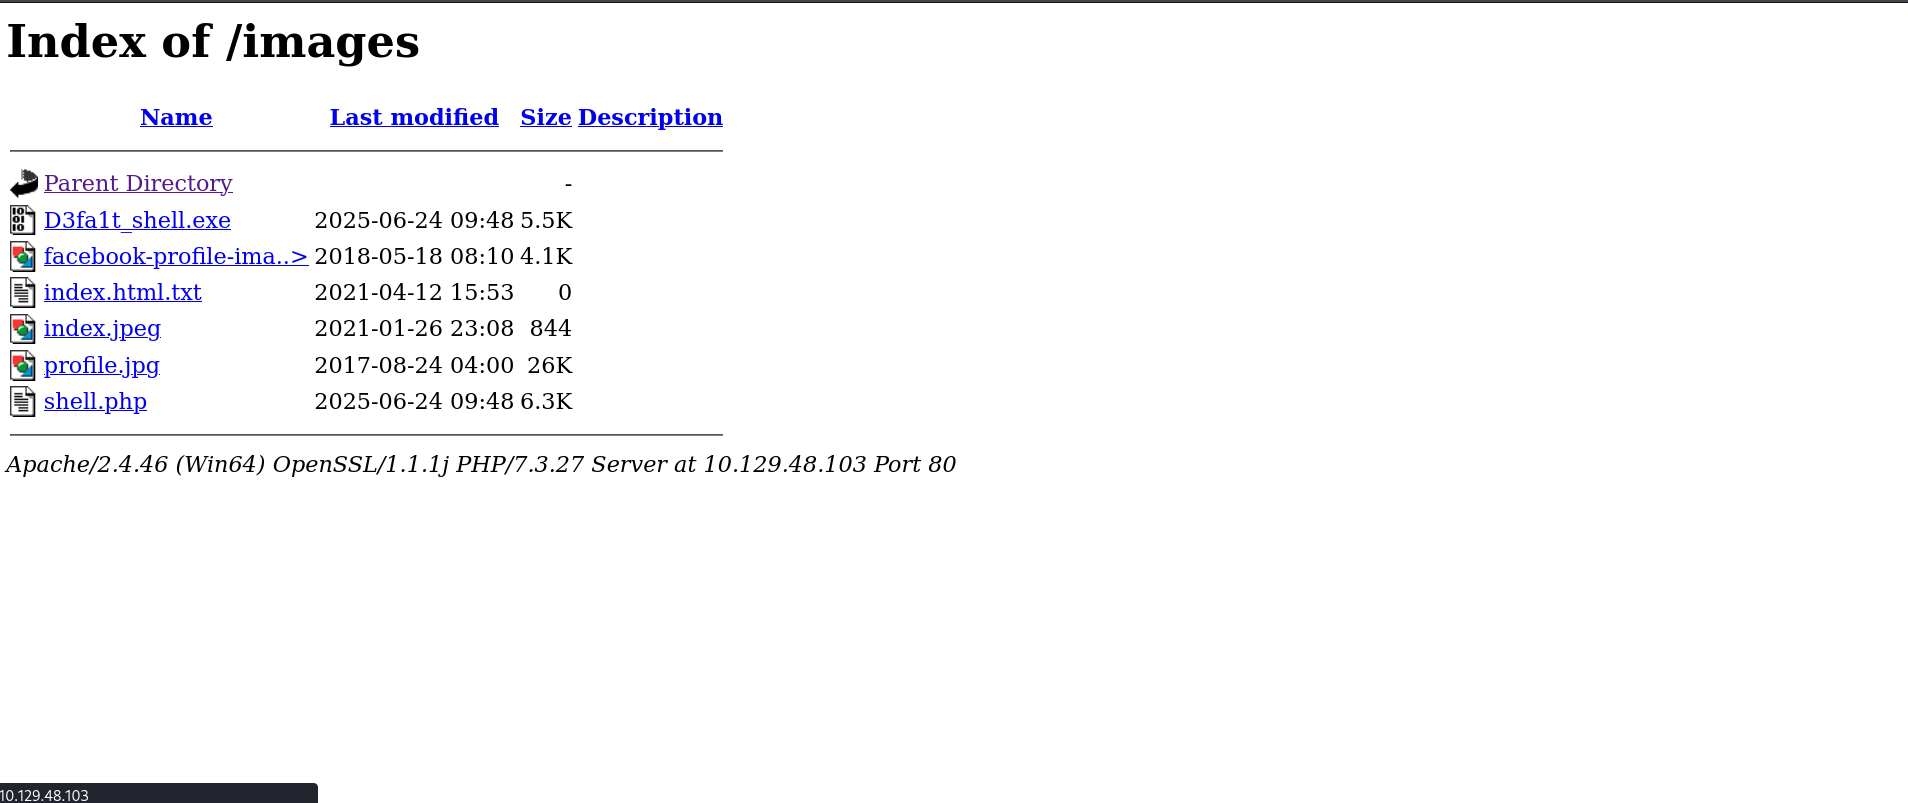 Index of /images
Name Last modified Size Description
Parent Directory -
D3fa1t_shell.exe 2025-06-24 09:48 5.5K
facebook-profile-ima..> 2018-05-18 08:10 4.1K
index.html.txt 2021-04-12 15:53 0
index.jpeg 2021-01-26 23:08 844
profile.jpg 2017-08-24 04:00 26K
shell.php 2025-06-24 09:48 6.3K
Apache/2.4.46 (Win64) OpenSSL/1.1.1j PHP/7.3.27 Server at 10.129.48.103 Port 80
10.129.48.103